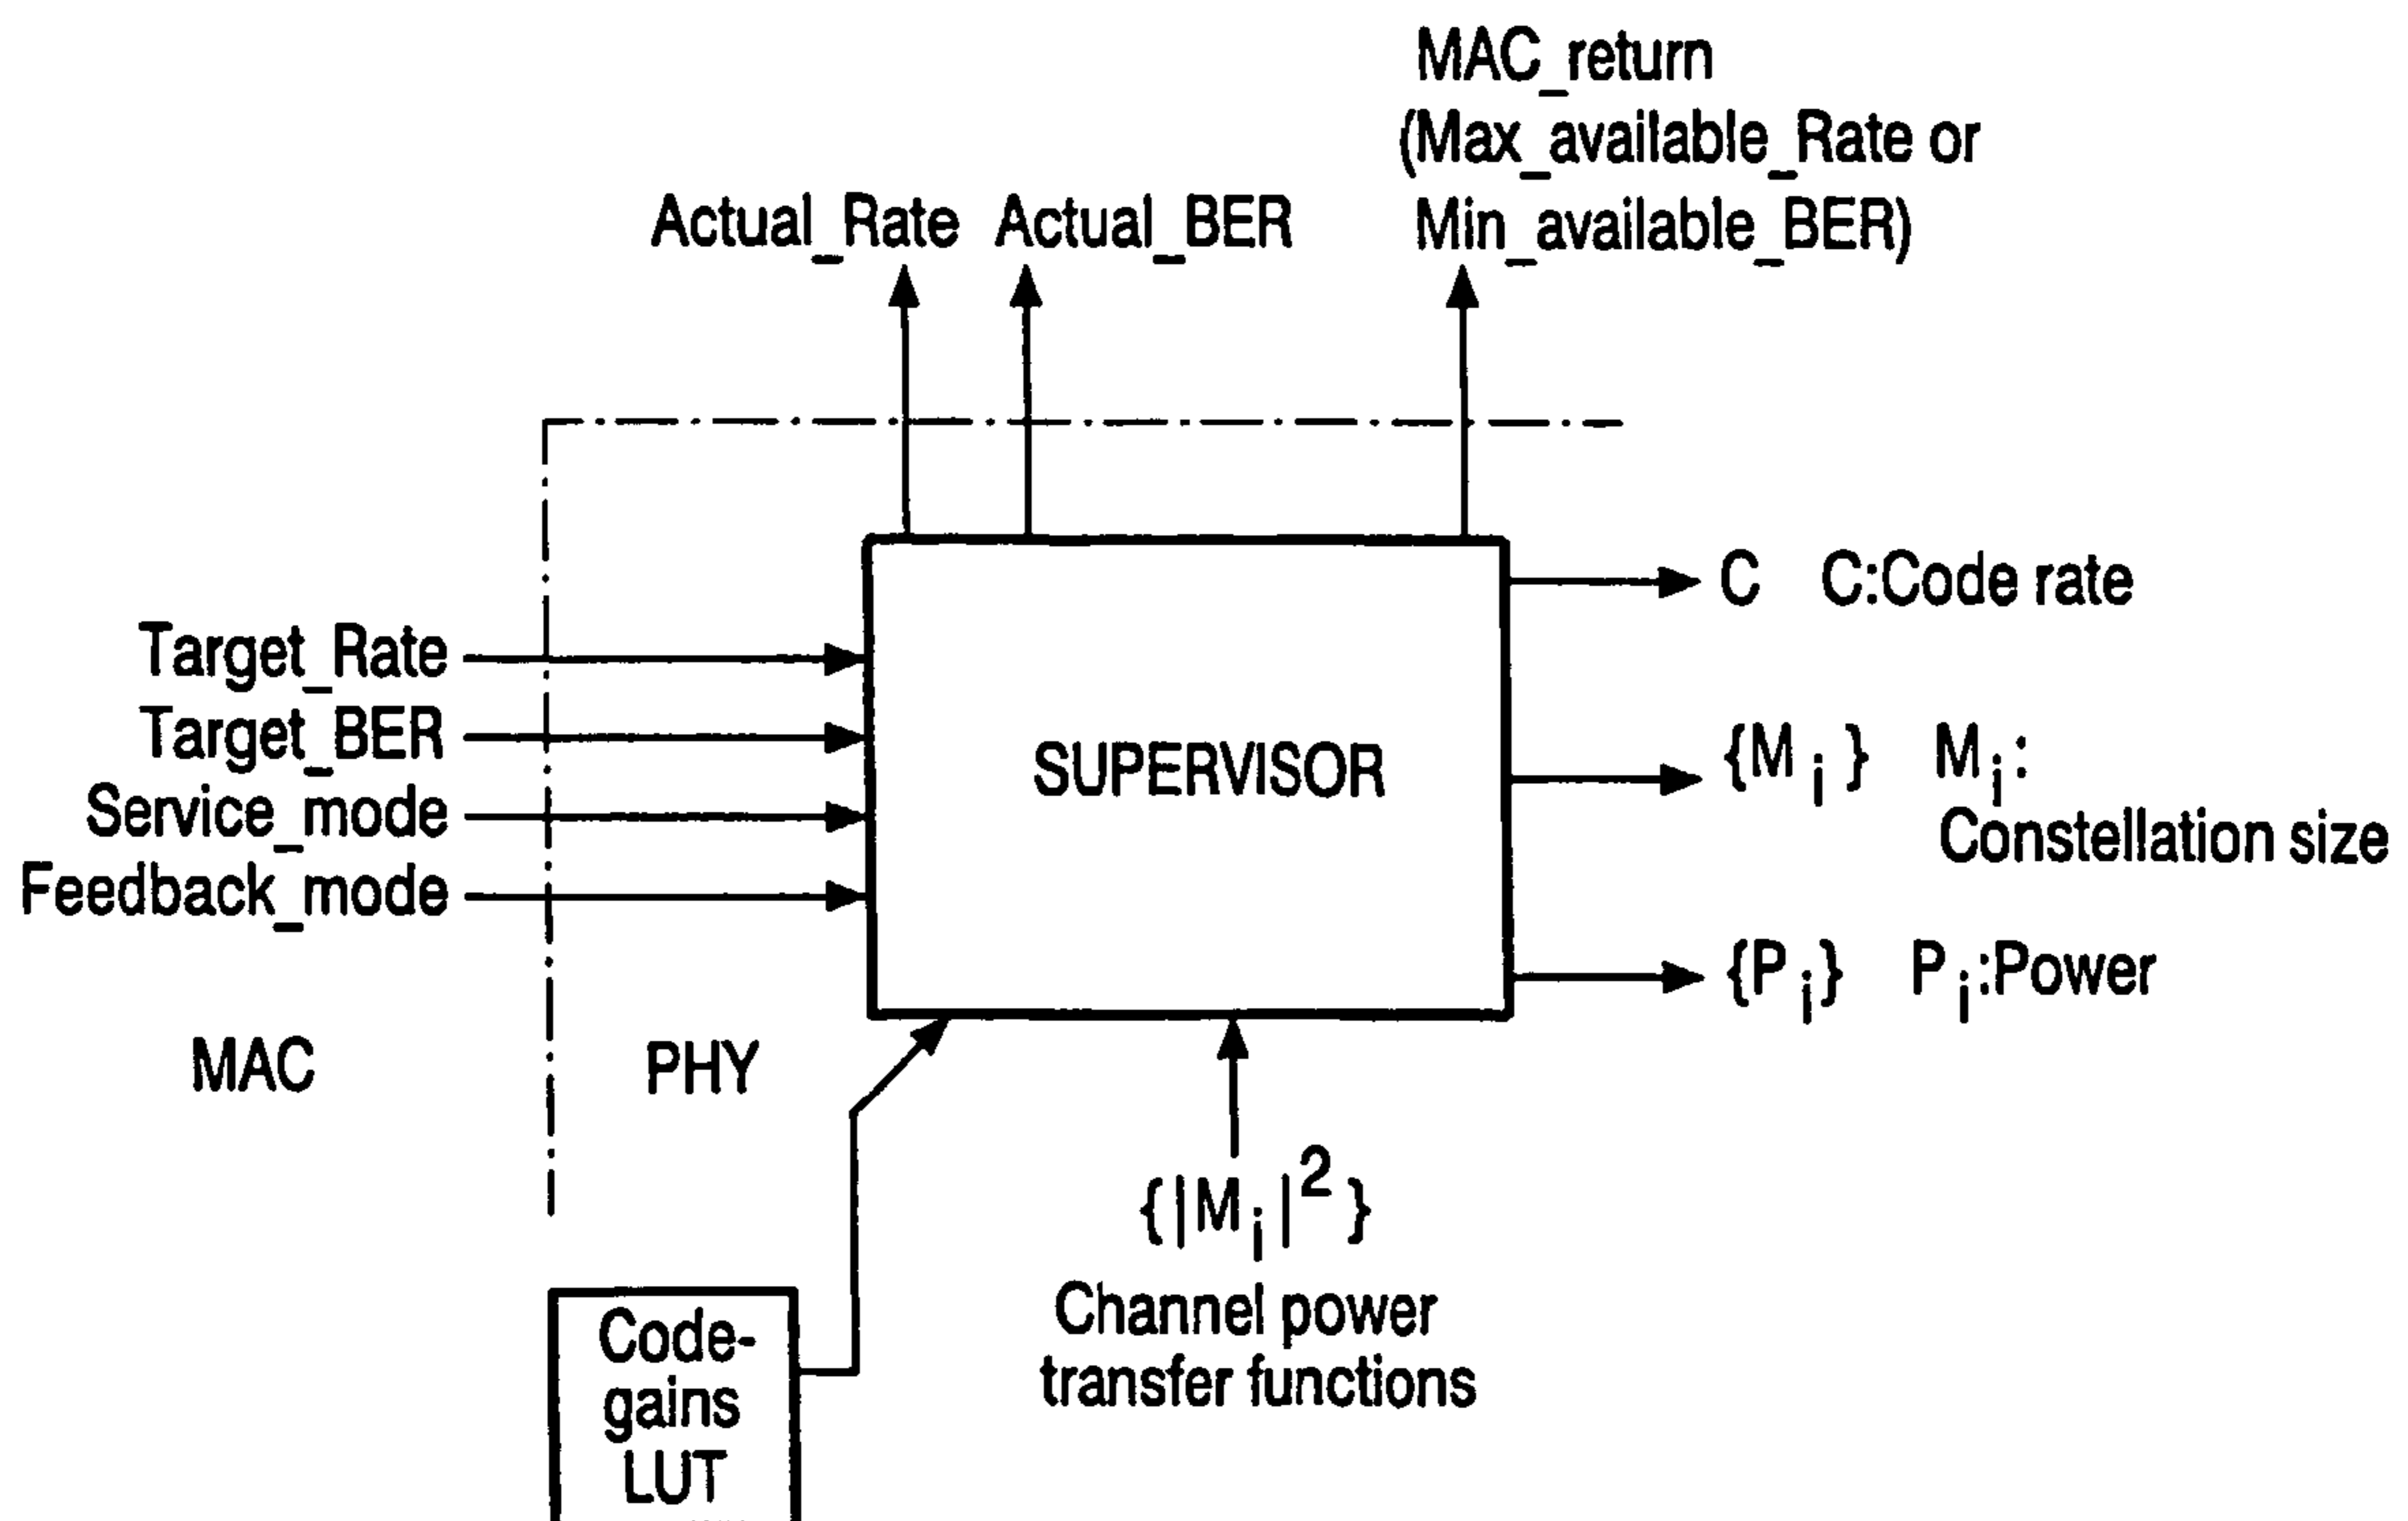 MAC_return
(Max_available_Rate or
Min_available_BER)
Actual_Rate Actual_BER
C C:Code rate
Target_Rate
Target_BER
Service_mode
Feedback_mode
SUPERVISOR
{M i } M i :
Constellation size
{P i } P i :Power
MAC PHY
{|M i | 2 }
Channel power
transfer functions
Code-
gains
LUT